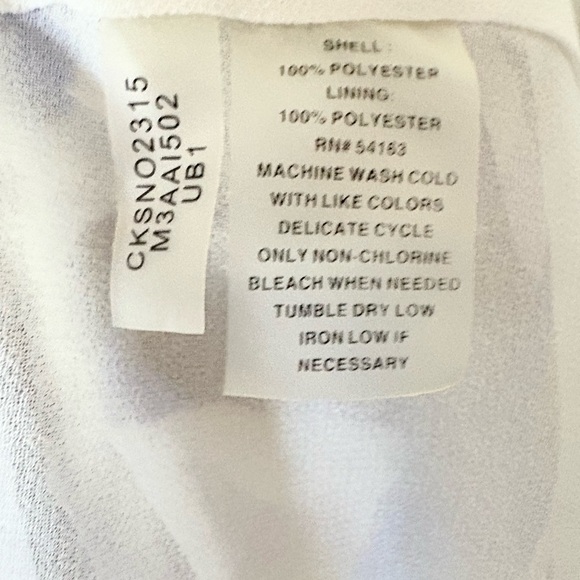 CKSNO2315
M3AAI502
UB1
SHELL :
100% POLYESTER
LINING:
100% POLYESTER
RN# 54163
MACHINE WASH COLD
WITH LIKE COLORS
DELICATE CYCLE
ONLY NON-CHLORINE
BLEACH WHEN NEEDED
TUMBLE DRY LOW
IRON LOW IF
NECESSARY